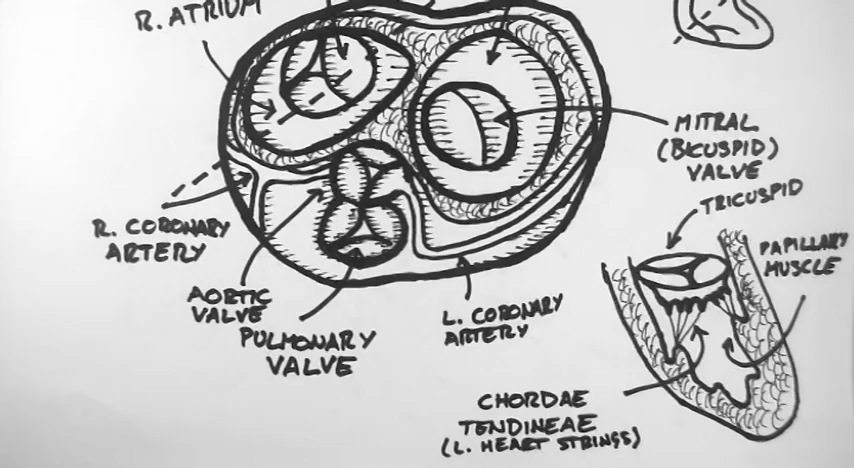 R. ATRIUM
MITRAL
(BICUSPID)
VALVE
TRICUSPID
PAPILLARY
MUSCLE
R. CORONARY
ARTERY
AORTIC
VALVE
PULMONARY
VALVE
L. CORONARY
ARTERY
CHORDAE
TENDINEAE
(L. HEART STRINGS)